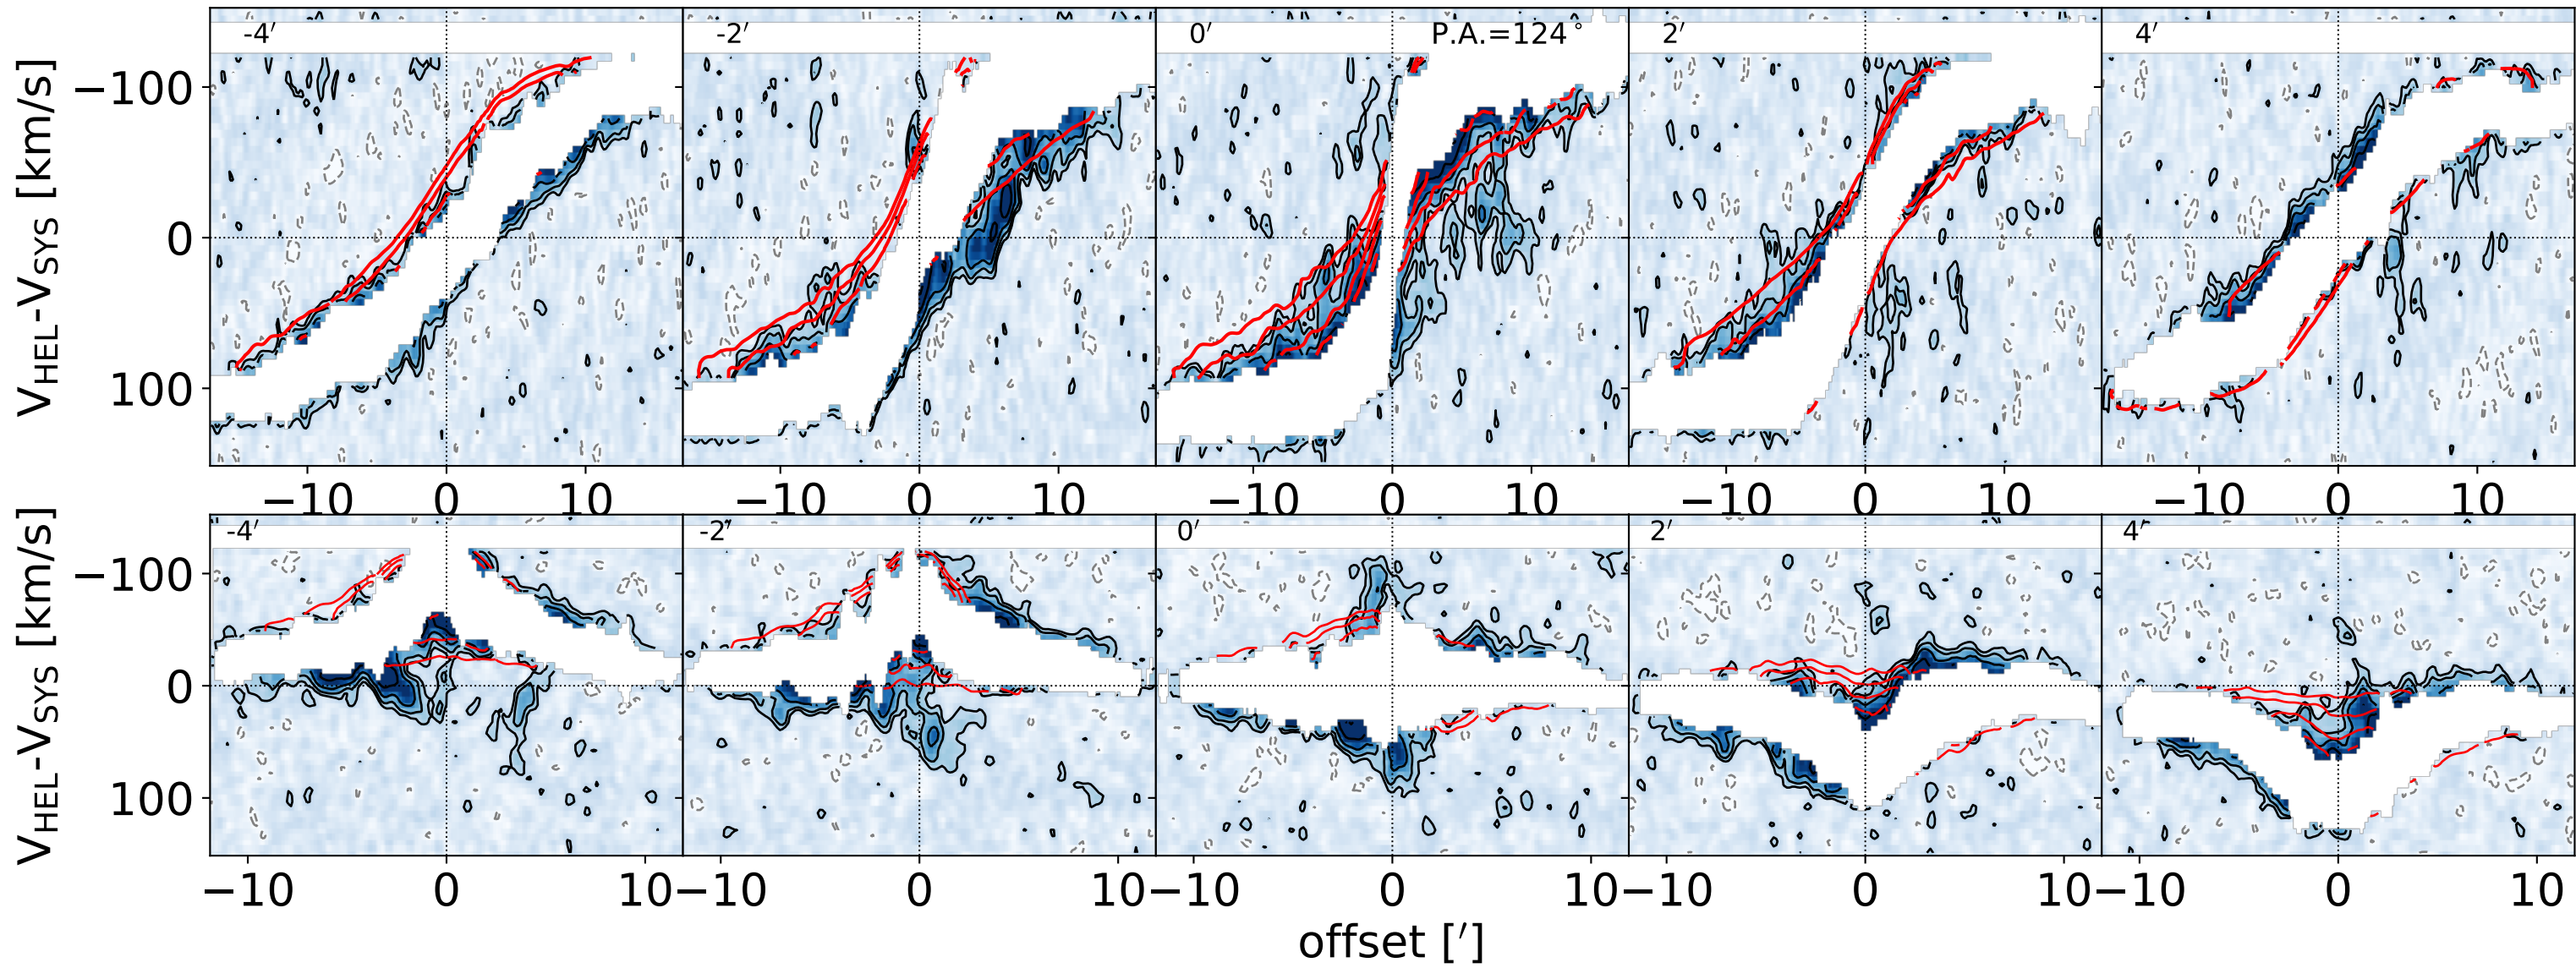 -4′ -2′ 0′ P.A.=124° 2′ 4′
V_HEL-V_SYS [km/s]
−100
0
100
−10 0 10 −10 0 10 −10 0 10 −10 0 10 −10 0 10
-4′ -2′ 0′ 2′ 4′
V_HEL-V_SYS [km/s]
−100
0
100
−10 0 10 −10 0 10 −10 0 10 −10 0 10 −10 0 10
offset [′]